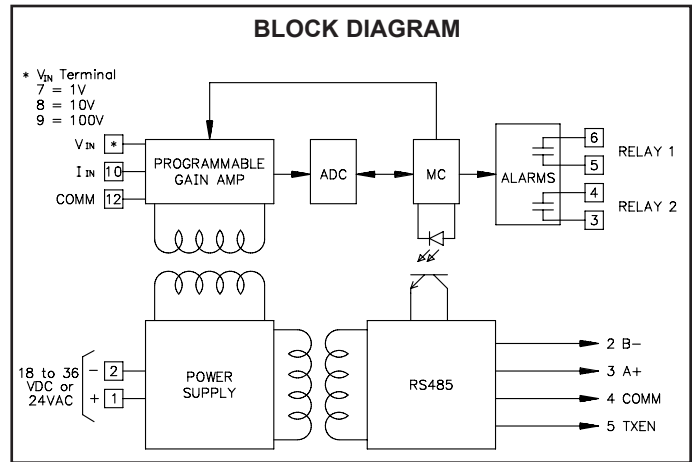 BLOCK DIAGRAM
* VIN Terminal
7 = 1V
8 = 10V
9 = 100V
VIN *
I IN 10
COMM 12
PROGRAMMABLE
GAIN AMP
ADC
MC
ALARMS
6
5
RELAY 1
4
3
RELAY 2
18 to 36
VDC or
24VAC
- 2
+ 1
POWER
SUPPLY
RS485
2 B-
3 A+
4 COMM
5 TXEN